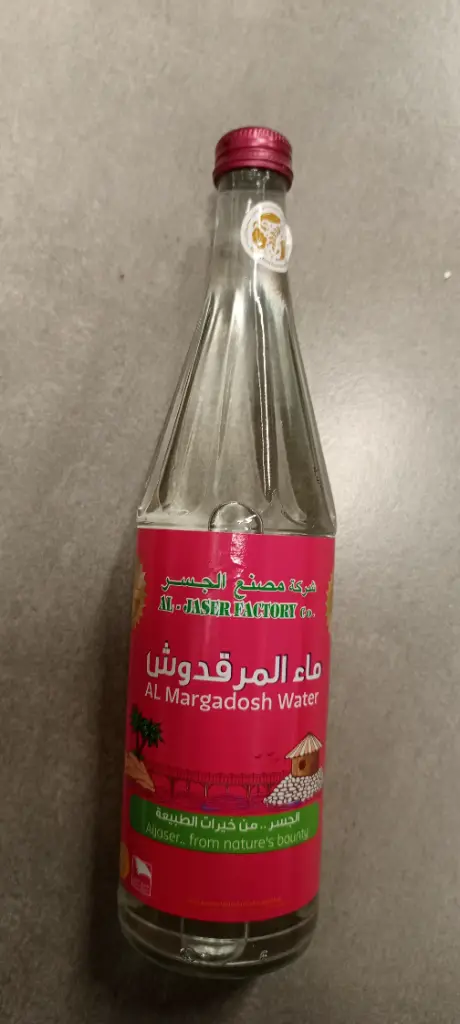 شركة مصنع الجسر
AL - JASER FACTORY Co.
ماء المرقدوش
AL Margadosh Water
الجسر .. من خيرات الطبيعة
Aljaser.. from nature's bounty